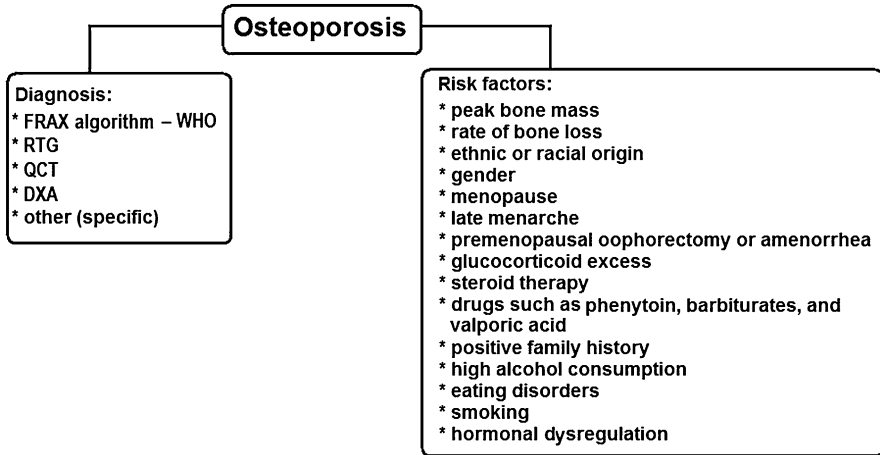 Osteoporosis
Diagnosis:
* FRAX algorithm – WHO
* RTG
* QCT
* DXA
* other (specific)
Risk factors:
* peak bone mass
* rate of bone loss
* ethnic or racial origin
* gender
* menopause
* late menarche
* premenopausal oophorectomy or amenorrhea
* glucocorticoid excess
* steroid therapy
* drugs such as phenytoin, barbiturates, and
valporic acid
* positive family history
* high alcohol consumption
* eating disorders
* smoking
* hormonal dysregulation